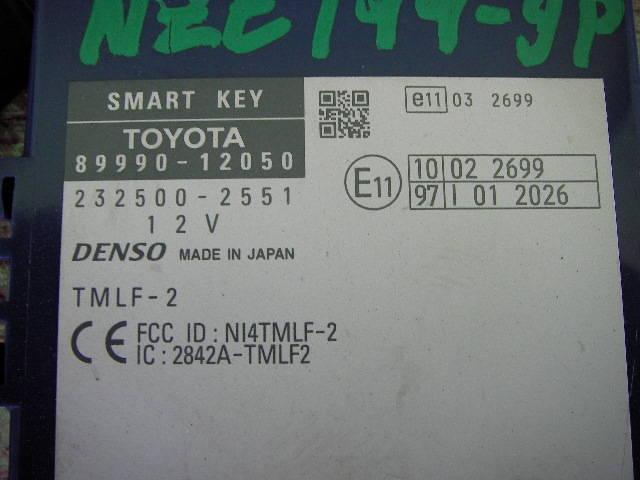 NZE144-9P
SMART KEY
TOYOTA
89990-12050
232500-2551
12V
DENSO MADE IN JAPAN
TMLF-2
CE FCC ID : NI4TMLF-2
IC : 2842A-TMLF2
e11 03 2699
E11 10 02 2699
97 I 01 2026